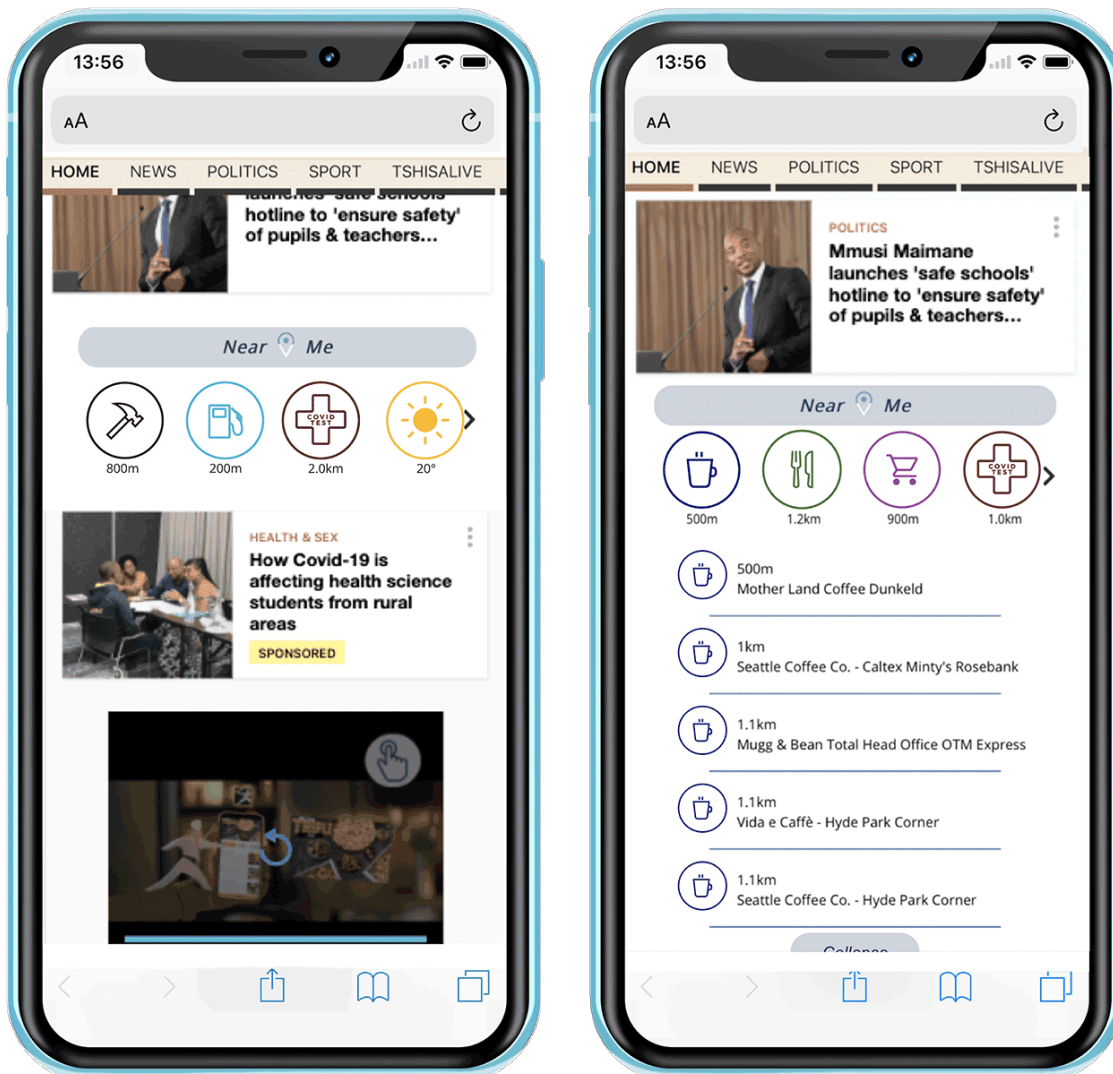 13:56
AA
HOME NEWS POLITICS SPORT TSHISALIVE
launches 'safe schools'
hotline to 'ensure safety'
of pupils & teachers...
Near Me
COVID
TEST
800m 200m 2.0km 20°
HEALTH & SEX
How Covid-19 is
affecting health science
students from rural
areas
SPONSORED
13:56
AA
HOME NEWS POLITICS SPORT TSHISALIVE
POLITICS
Mmusi Maimane
launches 'safe schools'
hotline to 'ensure safety'
of pupils & teachers...
Near Me
COVID
TEST
500m 1.2km 900m 1.0km
500m
Mother Land Coffee Dunkeld
1km
Seattle Coffee Co. - Caltex Minty's Rosebank
1.1km
Mugg & Bean Total Head Office OTM Express
1.1km
Vida e Caffè - Hyde Park Corner
1.1km
Seattle Coffee Co. - Hyde Park Corner
Collapse